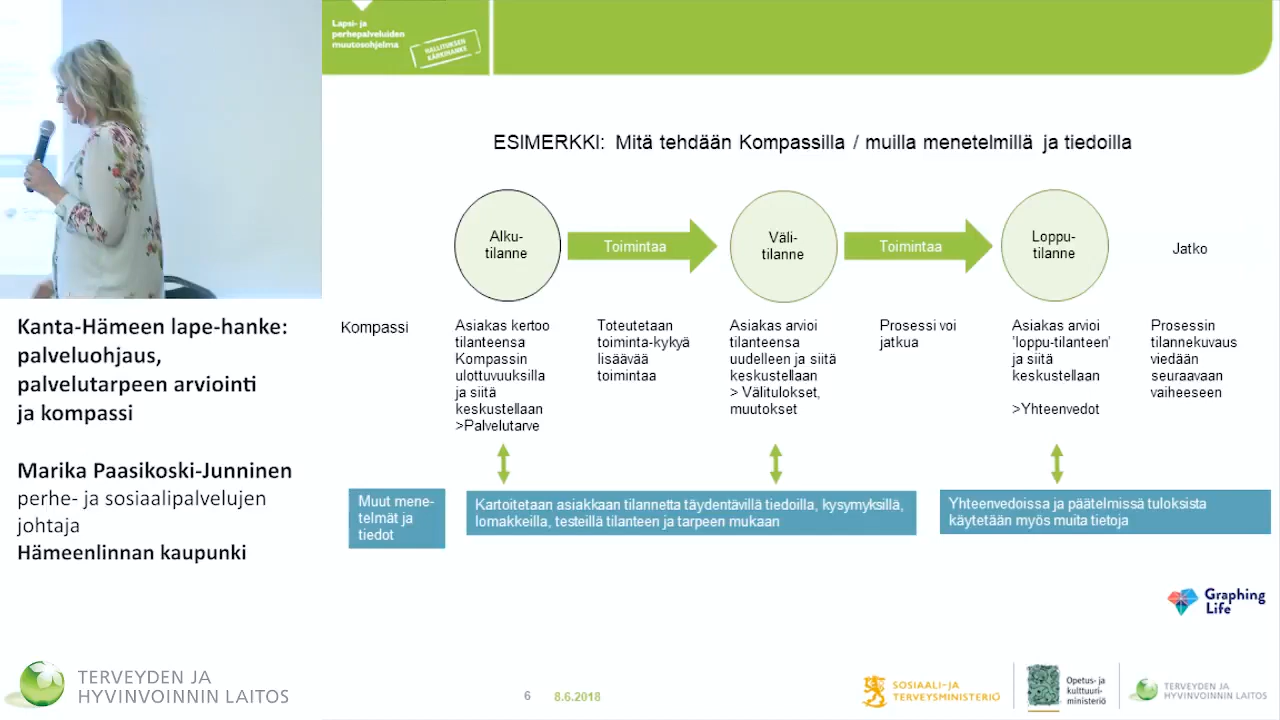 Lapsi- ja
perhepalveluiden
muutosohjelma
HALLITUKSEN
KÄRKIHANKE
ESIMERKKI: Mitä tehdään Kompassilla / muilla menetelmillä ja tiedoilla
Alku-
tilanne
Toimintaa
Väli-
tilanne
Toimintaa
Loppu-
tilanne
Jatko
Kompassi
Asiakas kertoo
tilanteensa
Kompassin
ulottuvuuksilla
ja siitä
keskustellaan
>Palvelutarve
Toteutetaan
toiminta-kykyä
lisäävää
toimintaa
Asiakas arvioi
tilanteensa
uudelleen ja siitä
keskustellaan
> Välitulokset,
muutokset
Prosessi voi
jatkua
Asiakas arvioi
'loppu-tilanteen'
ja siitä
keskustellaan
>Yhteenvedot
Prosessin
tilannekuvaus
viedään
seuraavaan
vaiheeseen
Muut mene-
telmät ja
tiedot
Kartoitetaan asiakkaan tilannetta täydentävillä tiedoilla, kysymyksillä,
lomakkeilla, testeillä tilanteen ja tarpeen mukaan
Yhteenvedoissa ja päätelmissä tuloksista
käytetään myös muita tietoja
Graphing
Life
Kanta-Hämeen lape-hanke:
palveluohjaus,
palvelutarpeen arviointi
ja kompassi
Marika Paasikoski-Junninen
perhe- ja sosiaalipalvelujen
johtaja
Hämeenlinnan kaupunki
TERVEYDEN JA
HYVINVOINNIN LAITOS
6
8.6.2018
SOSIAALI- JA
TERVEYSMINISTERIÖ
Opetus- ja
kulttuuri-
ministeriö
TERVEYDEN JA
HYVINVOINNIN LAITOS